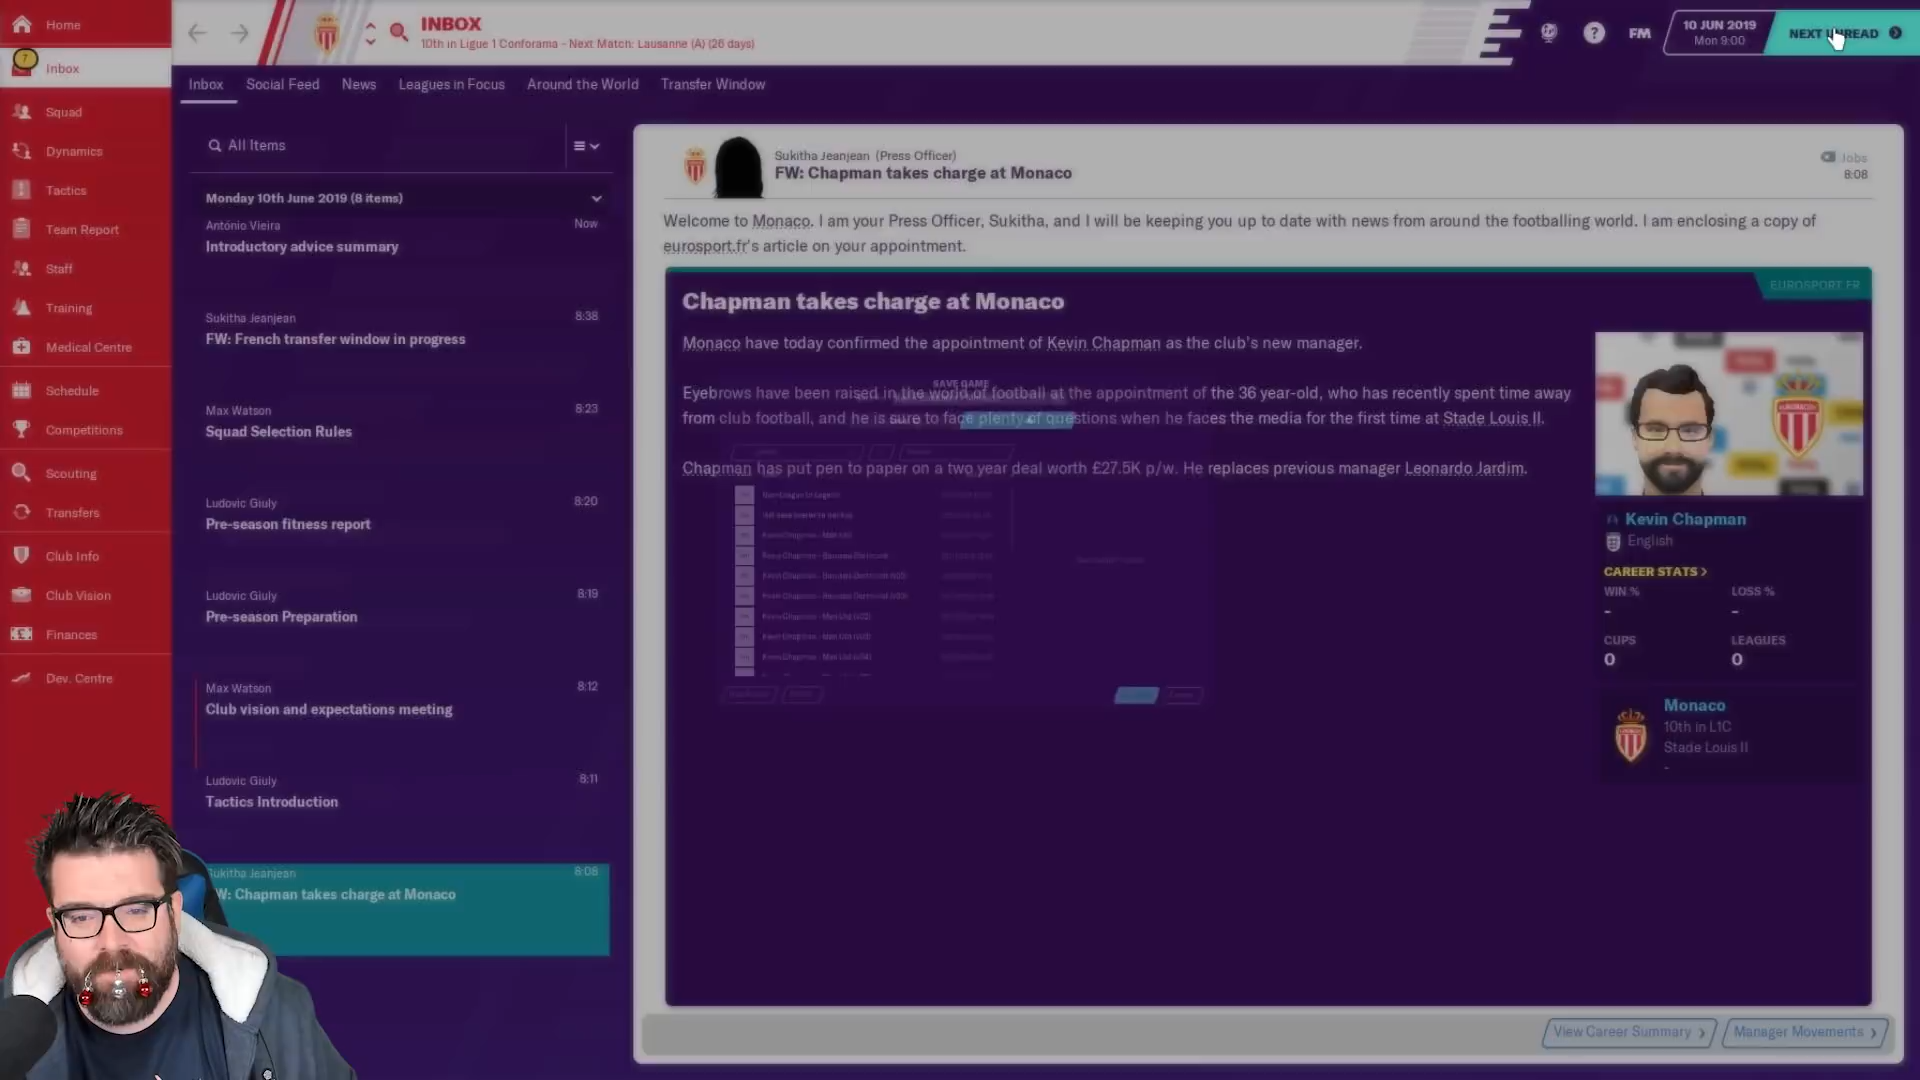 Home
Inbox
7
Squad
Dynamics
Tactics
Team Report
Staff
Training
Medical Centre
Schedule
Competitions
Scouting
Transfers
Club Info
Club Vision
Finances
Dev. Centre
INBOX
10th in Ligue 1 Conforama - Next Match: Lausanne (A) (26 days)
?
FM
10 JUN 2019
Mon 9:00
NEXT UNREAD
Inbox
Social Feed
News
Leagues in Focus
Around the World
Transfer Window
All Items
Monday 10th June 2019 (8 items)
António Vieira
Now
Introductory advice summary
Sukitha Jeanjean
8:38
FW: French transfer window in progress
Max Watson
8:23
Squad Selection Rules
Ludovic Giuly
8:20
Pre-season fitness report
Ludovic Giuly
8:19
Pre-season Preparation
Max Watson
8:12
Club vision and expectations meeting
Ludovic Giuly
8:11
Tactics Introduction
Sukitha Jeanjean
8:08
Chapman takes charge at Monaco
Sukitha Jeanjean (Press Officer)
FW: Chapman takes charge at Monaco
Jobs
8:08
Welcome to Monaco. I am your Press Officer, Sukitha, and I will be keeping you up to date with news from around the footballing world. I am enclosing a copy of
eurosport.fr's article on your appointment.
EUROSPORT.FR
Chapman takes charge at Monaco
Monaco have today confirmed the appointment of Kevin Chapman as the club's new manager.
Eyebrows have been raised in the world of football at the appointment of the 36 year-old, who has recently spent time away
from club football, and he is sure to face plenty of questions when he faces the media for the first time at Stade Louis II.
Chapman has put pen to paper on a two year deal worth £27.5K p/w. He replaces previous manager Leonardo Jardim.
SAVE GAME
Kevin Chapman
English
CAREER STATS >
WIN %
LOSS %
-
-
CUPS
LEAGUES
0
0
Monaco
10th in L1C
Stade Louis II
-
View Career Summary >
Manager Movements >